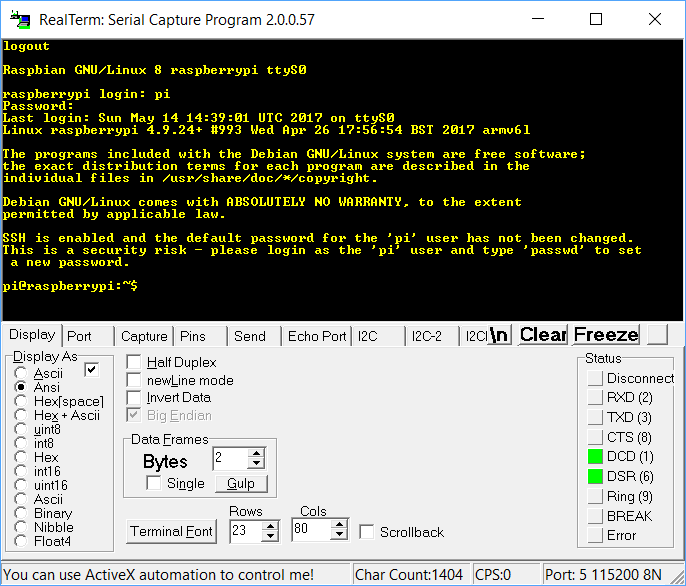 RealTerm: Serial Capture Program 2.0.0.57
logout
Raspbian GNU/Linux 8 raspberrypi ttyS0
raspberrypi login: pi
Password:
Last login: Sun May 14 14:39:01 UTC 2017 on ttyS0
Linux raspberrypi 4.9.24+ #993 Wed Apr 26 17:56:54 BST 2017 armv6l
The programs included with the Debian GNU/Linux system are free software;
the exact distribution terms for each program are described in the
individual files in /usr/share/doc/*/copyright.
Debian GNU/Linux comes with ABSOLUTELY NO WARRANTY, to the extent
permitted by applicable law.
SSH is enabled and the default password for the 'pi' user has not been changed.
This is a security risk - please login as the 'pi' user and type 'passwd' to set
a new password.
pi@raspberrypi:~$
Display Port Capture Pins Send Echo Port I2C I2C-2 I2CI \n Clear Freeze
Display As
Ascii
Ansi
Hex[space]
Hex + Ascii
uint8
int8
Hex
int16
uint16
Ascii
Binary
Nibble
Float4
Half Duplex
newLine mode
Invert Data
Big Endian
Data Frames
Bytes 2
Single Gulp
Rows Cols
Terminal Font 23 80 Scrollback
Status
Disconnect
RXD (2)
TXD (3)
CTS (8)
DCD (1)
DSR (6)
Ring (9)
BREAK
Error
You can use ActiveX automation to control me! Char Count:1404 CPS:0 Port: 5 115200 8N